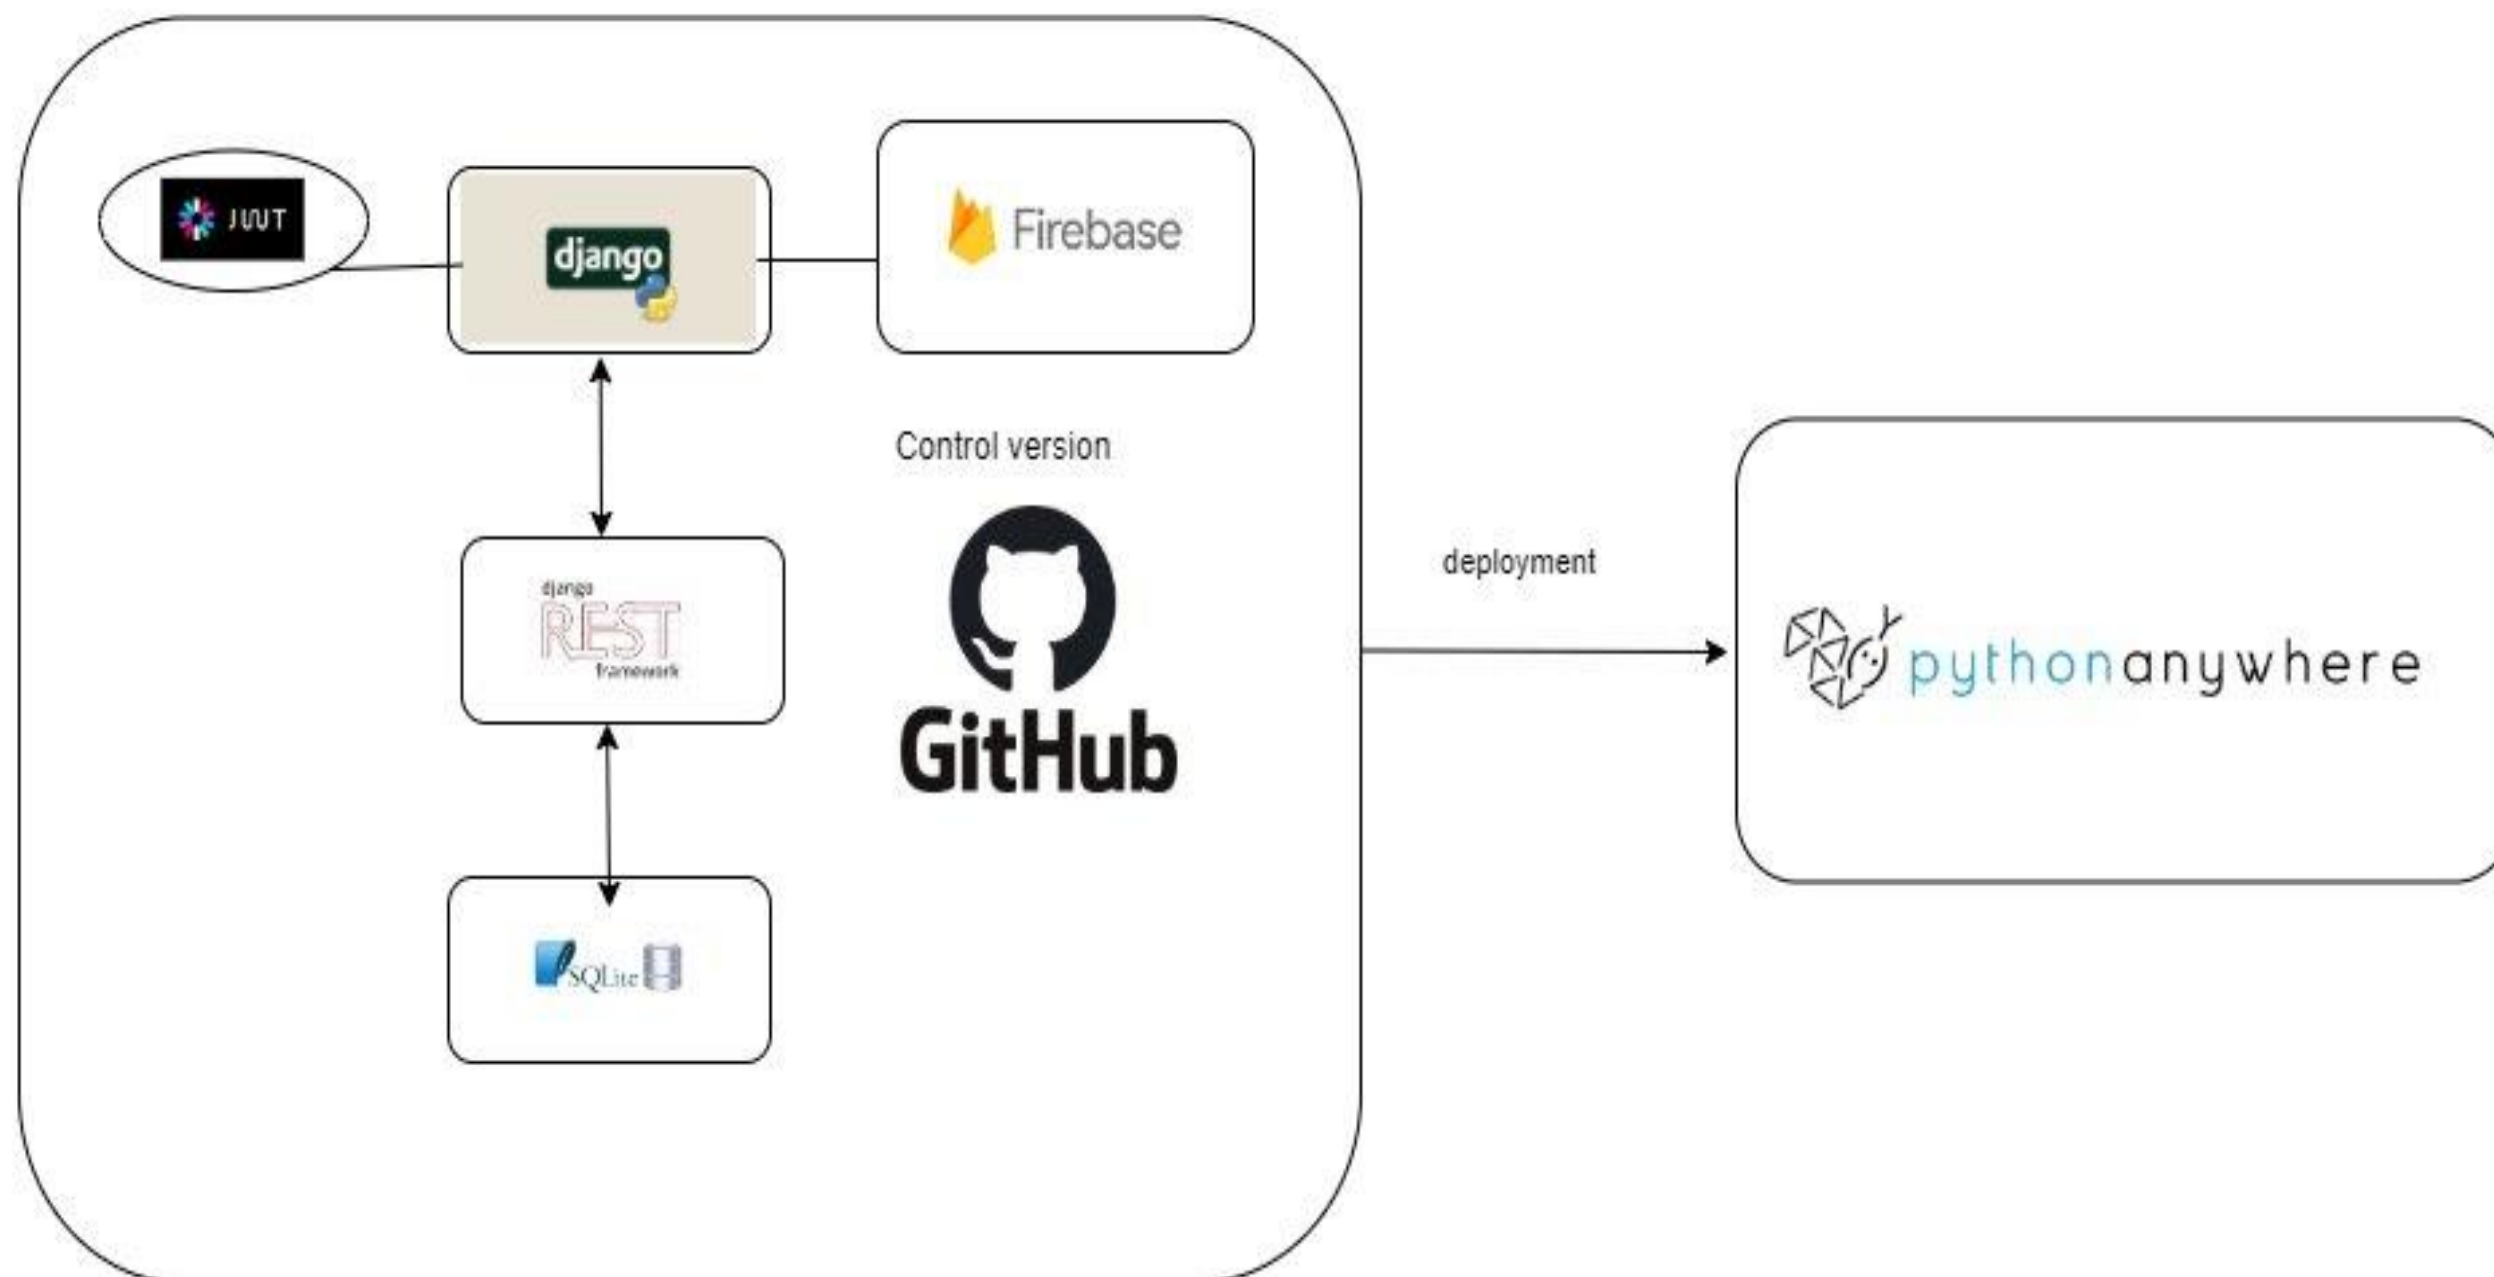 JWT
django
Firebase
Control version
django
REST
framework
GitHub
deployment
pythonanywhere
SQLite